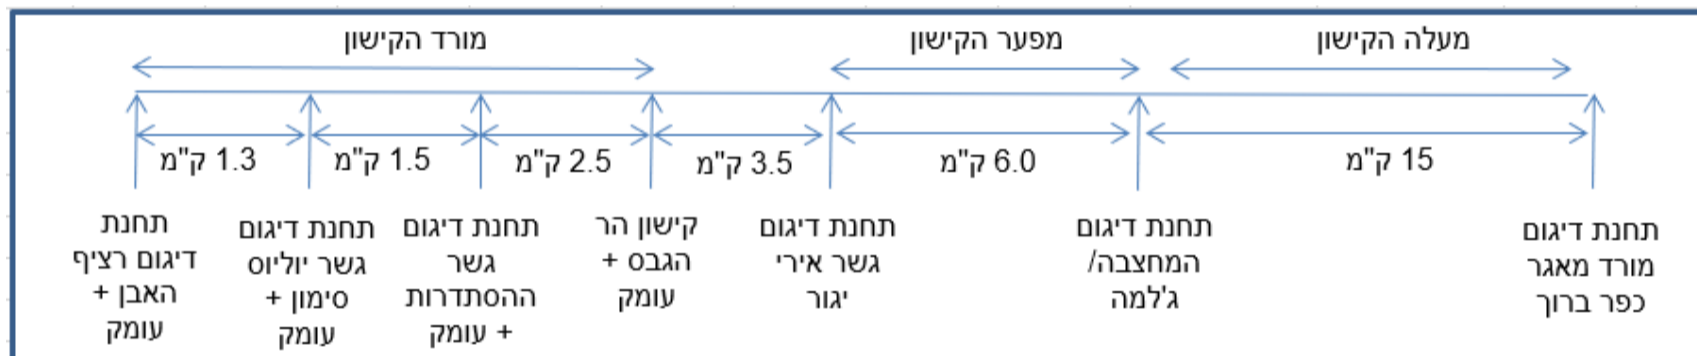 מעלה הקישון
מפער הקישון
מורד הקישון
15 ק"מ
6.0 ק"מ
3.5 ק"מ
2.5 ק"מ
1.5 ק"מ
1.3 ק"מ
תחנת דיגום
מורד מאגר
כפר ברוך
תחנת דיגום
המחצבה/
ג'למה
תחנת דיגום
גשר אירי
יגור
קישון הר
הגבס +
עומק
תחנת דיגום
גשר
ההסתדרות
+ עומק
תחנת דיגום
גשר יוליוס
סימון +
עומק
תחנת
דיגום רציף
האבן +
עומק